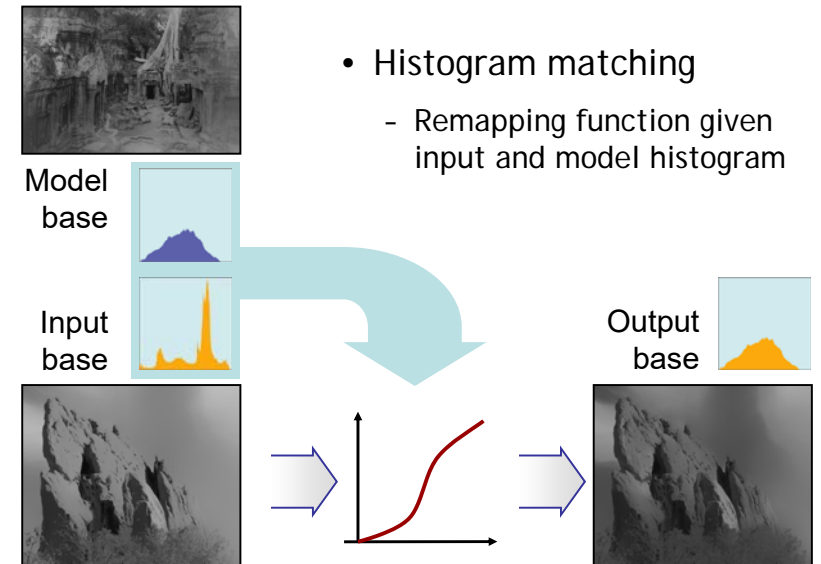 • Histogram matching
– Remapping function given
input and model histogram
Model
base
Input
base
Output
base